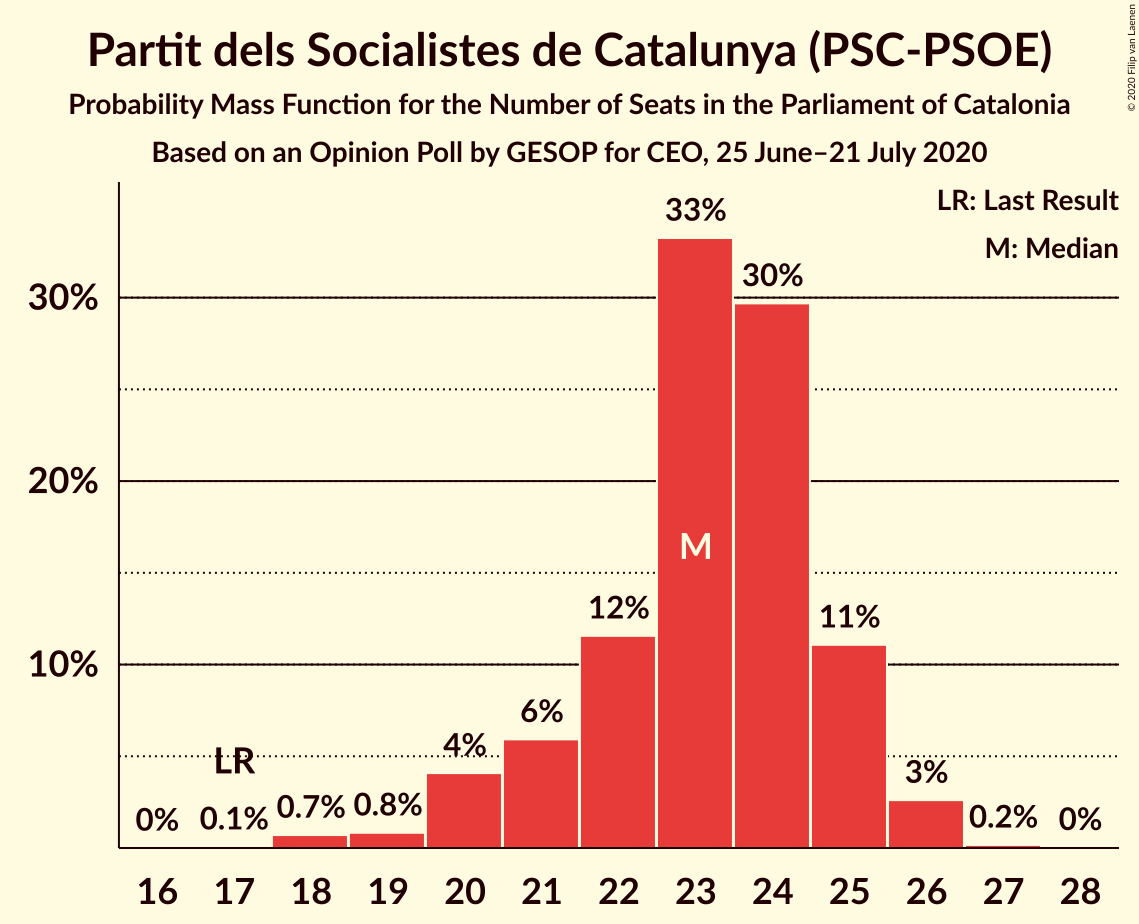 Partit dels Socialistes de Catalunya (PSC-PSOE)
Probability Mass Function for the Number of Seats in the Parliament of Catalonia
Based on an Opinion Poll by GESOP for CEO, 25 June–21 July 2020
© 2020 Filip van Laenen
LR: Last Result
M: Median
30%
20%
10%
0%
LR
0.1%
0.7%
0.8%
4%
6%
12%
33%
M
30%
11%
3%
0.2%
0%
16 17 18 19 20 21 22 23 24 25 26 27 28